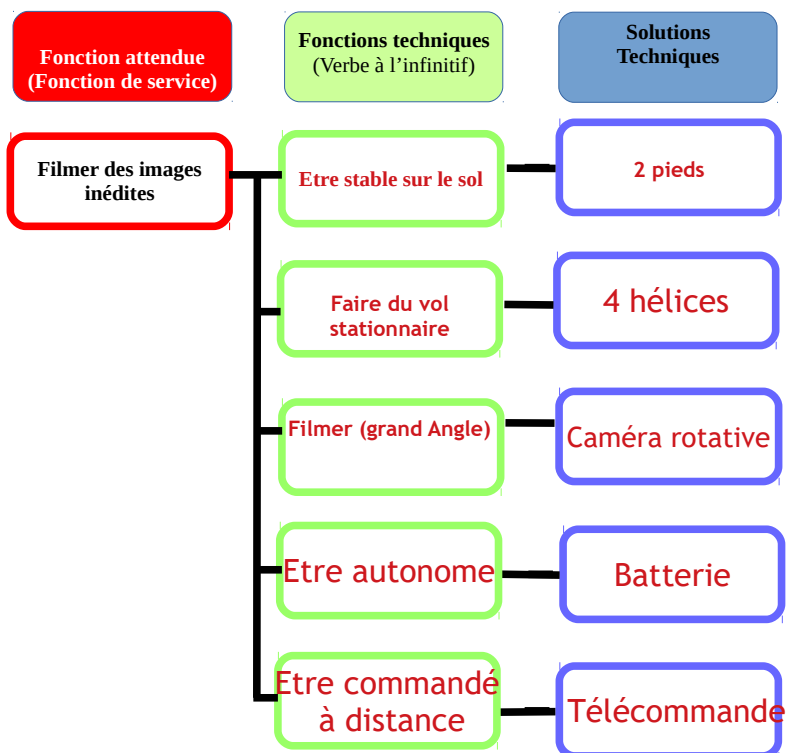 Fonction attendue
(Fonction de service)
Fonctions techniques
(Verbe à l’infinitif)
Solutions
Techniques
Filmer des images
inédites
Etre stable sur le sol
2 pieds
Faire du vol
stationnaire
4 hélices
Filmer (grand Angle)
Caméra rotative
Etre autonome
Batterie
Etre commandé
à distance
Télécommande